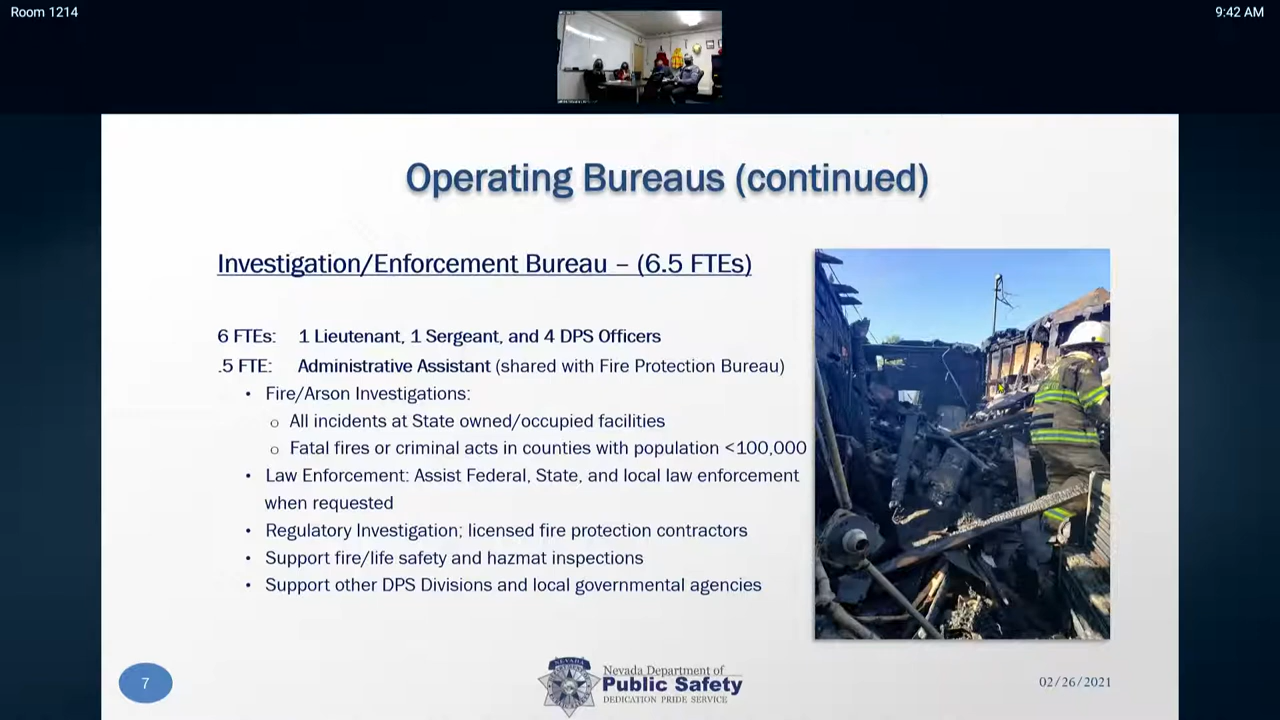 Room 1214
9:42 AM
Operating Bureaus (continued)
Investigation/Enforcement Bureau – (6.5 FTEs)
6 FTEs: 1 Lieutenant, 1 Sergeant, and 4 DPS Officers
.5 FTE: Administrative Assistant (shared with Fire Protection Bureau)
• Fire/Arson Investigations:
o All incidents at State owned/occupied facilities
o Fatal fires or criminal acts in counties with population <100,000
• Law Enforcement: Assist Federal, State, and local law enforcement
when requested
• Regulatory Investigation; licensed fire protection contractors
• Support fire/life safety and hazmat inspections
• Support other DPS Divisions and local governmental agencies
7
NEVADA
Nevada Department of
Public Safety
DEDICATION PRIDE SERVICE
02/26/2021